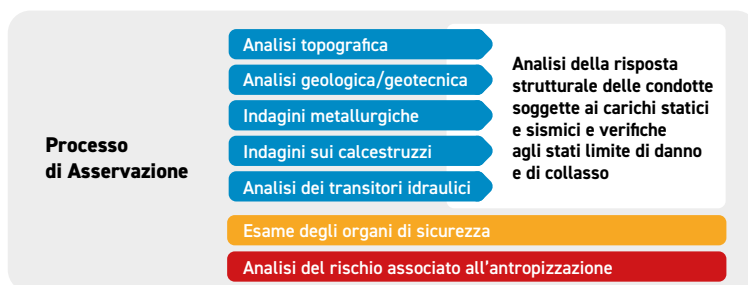 Processo
di Asservazione
Analisi topografica
Analisi geologica/geotecnica
Indagini metallurgiche
Indagini sui calcestruzzi
Analisi dei transitori idraulici
Analisi della risposta
strutturale delle condotte
soggette ai carichi statici
e sismici e verifiche
agli stati limite di danno
e di collasso
Esame degli organi di sicurezza
Analisi del rischio associato all'antropizzazione